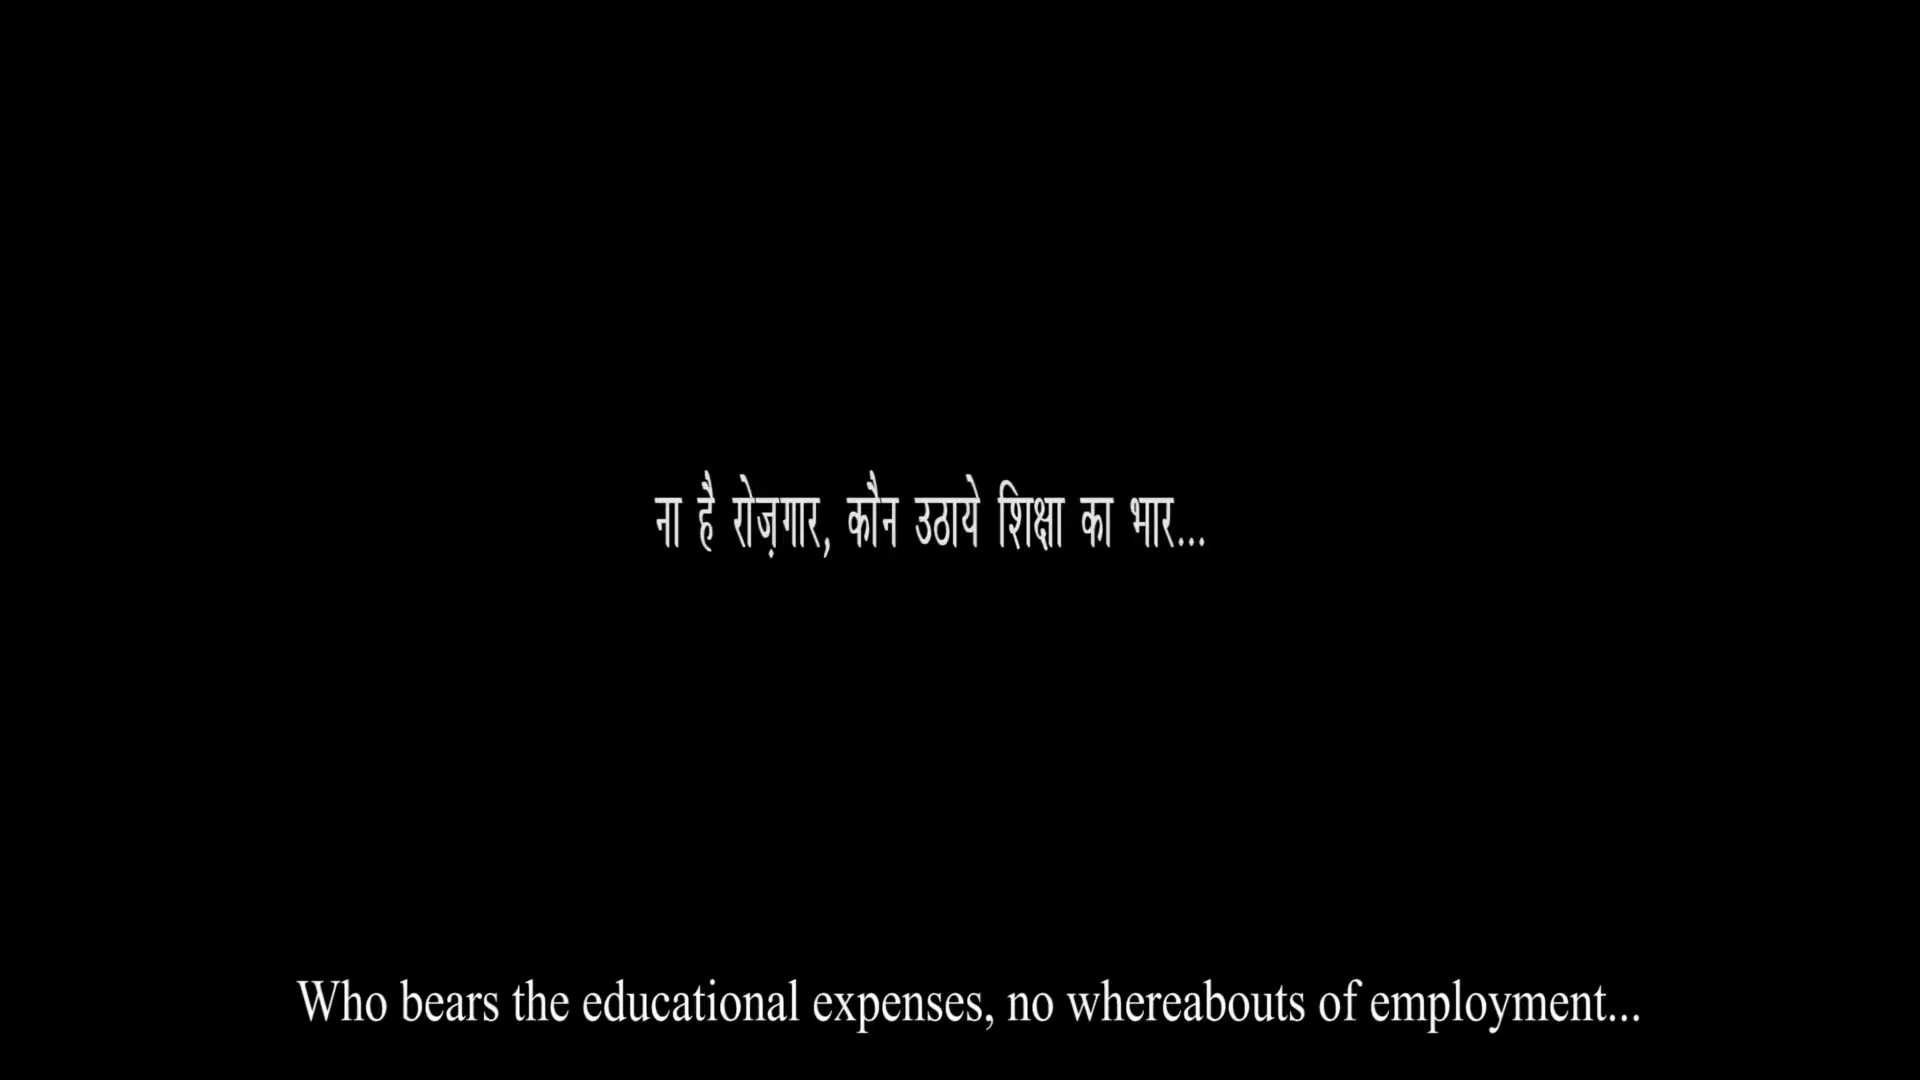 ना है रोज़गार, कौन उठाये शिक्षा का भार...
Who bears the educational expenses, no whereabouts of employment...